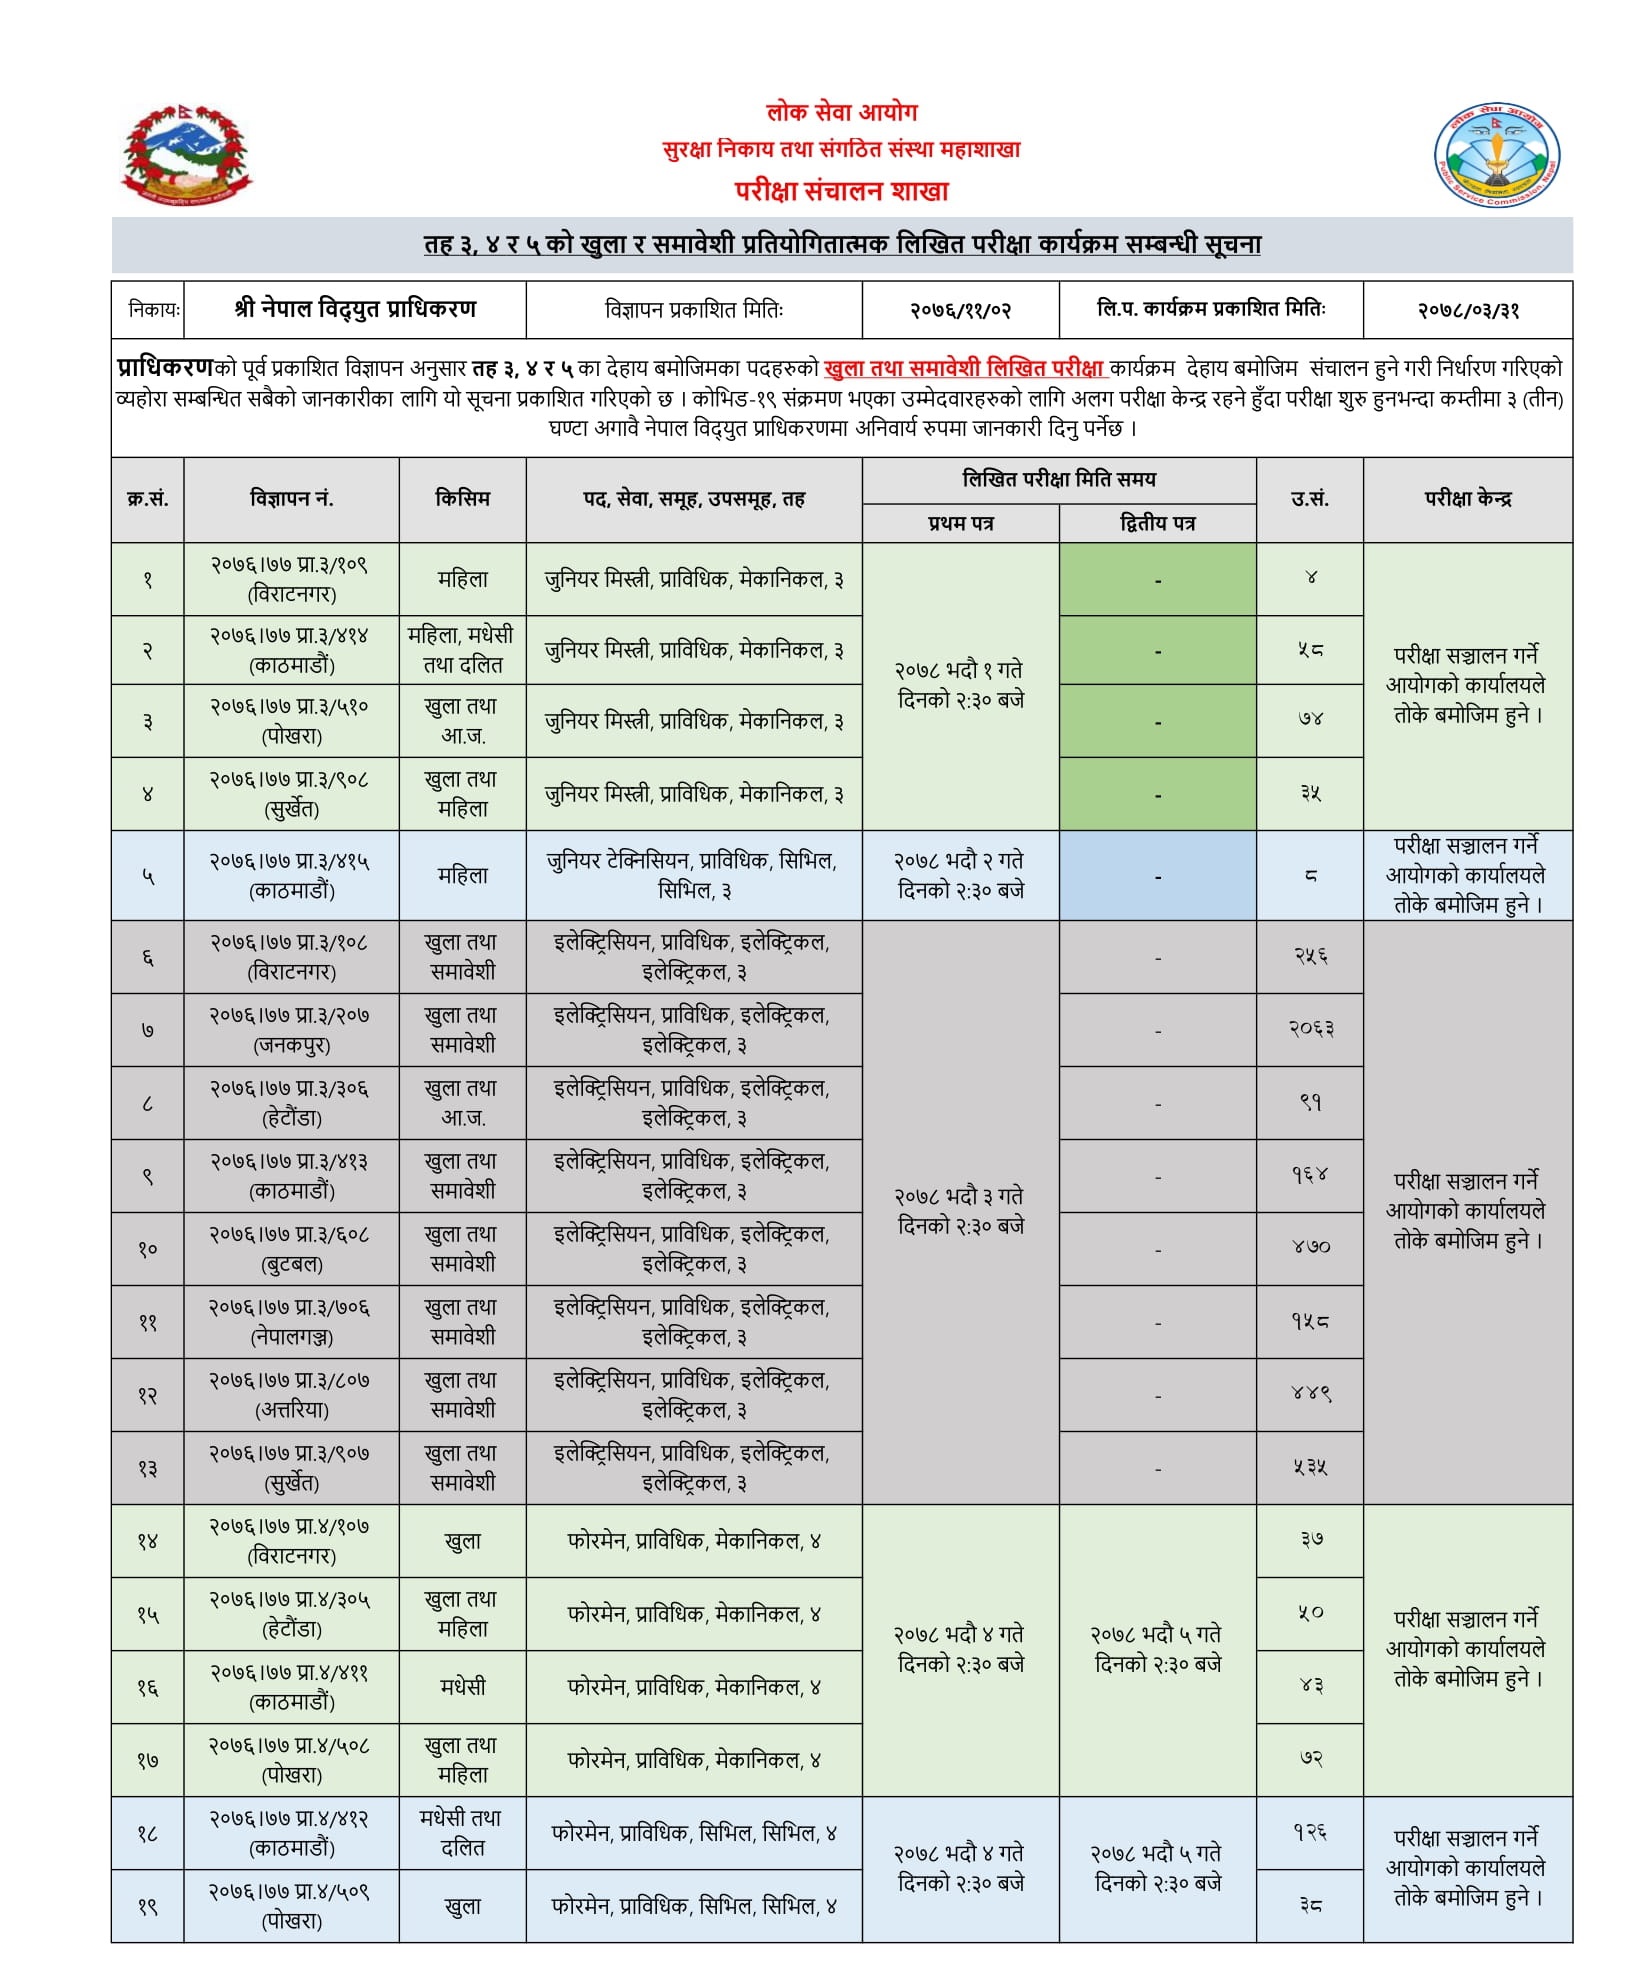 लोक सेवा आयोग
सुरक्षा निकाय तथा संगठित संस्था महाशाखा
परीक्षा संचालन शाखा
लोक सेवा आयोग
Public Service Commission, Nepal
तह ३, ४ र ५ को खुला र समावेशी प्रतियोगितात्मक लिखित परीक्षा कार्यक्रम सम्बन्धी सूचना
निकायः श्री नेपाल विद्युत प्राधिकरण विज्ञापन प्रकाशित मितिः २०७६/११/०२ लि.प. कार्यक्रम प्रकाशित मितिः २०७८/०३/३१
प्राधिकरणको पूर्व प्रकाशित विज्ञापन अनुसार तह ३, ४ र ५ का देहाय बमोजिमका पदहरुको खुला तथा समावेशी लिखित परीक्षा कार्यक्रम देहाय बमोजिम संचालन हुने गरी निर्धारण गरिएको
व्यहोरा सम्बन्धित सबैको जानकारीका लागि यो सूचना प्रकाशित गरिएको छ । कोभिड-१९ संक्रमण भएका उम्मेदवारहरुको लागि अलग परीक्षा केन्द्र रहने हुँदा परीक्षा शुरु हुनभन्दा कम्तीमा ३ (तीन)
घण्टा अगावै नेपाल विद्युत प्राधिकरणमा अनिवार्य रुपमा जानकारी दिनु पर्नेछ ।
क्र.सं. विज्ञापन नं. किसिम पद, सेवा, समूह, उपसमूह, तह लिखित परीक्षा मिति समय उ.सं. परीक्षा केन्द्र
प्रथम पत्र द्वितीय पत्र
१ २०७६।७७ प्रा.३/१०९ महिला जुनियर मिस्त्री, प्राविधिक, मेकानिकल, ३ - ४
(विराटनगर)
२ २०७६।७७ प्रा.३/४१४ महिला, मधेसी जुनियर मिस्त्री, प्राविधिक, मेकानिकल, ३ - ५८
(काठमाडौं) तथा दलित
२०७८ भदौ १ गते
दिनको २:३० बजे
परीक्षा सञ्चालन गर्ने
आयोगको कार्यालयले
तोके बमोजिम हुने ।
३ २०७६।७७ प्रा.३/५१० खुला तथा जुनियर मिस्त्री, प्राविधिक, मेकानिकल, ३ - ७४
(पोखरा) आ.ज.
४ २०७६।७७ प्रा.३/९०८ खुला तथा जुनियर मिस्त्री, प्राविधिक, मेकानिकल, ३ - ३५
(सुर्खेत) महिला
५ २०७६।७७ प्रा.३/४१५ महिला जुनियर टेक्निसियन, प्राविधिक, सिभिल, २०७८ भदौ २ गते - ८ परीक्षा सञ्चालन गर्ने
(काठमाडौं) सिभिल, ३ दिनको २:३० बजे आयोगको कार्यालयले
तोके बमोजिम हुने ।
६ २०७६।७७ प्रा.३/१०८ खुला तथा इलेक्ट्रिसियन, प्राविधिक, इलेक्ट्रिकल, - २५६
(विराटनगर) समावेशी इलेक्ट्रिकल, ३
७ २०७६।७७ प्रा.३/२०७ खुला तथा इलेक्ट्रिसियन, प्राविधिक, इलेक्ट्रिकल, - २०६३
(जनकपुर) समावेशी इलेक्ट्रिकल, ३
८ २०७६।७७ प्रा.३/३०६ खुला तथा इलेक्ट्रिसियन, प्राविधिक, इलेक्ट्रिकल, - ९१
(हेटौंडा) आ.ज. इलेक्ट्रिकल, ३
९ २०७६।७७ प्रा.३/४१३ खुला तथा इलेक्ट्रिसियन, प्राविधिक, इलेक्ट्रिकल, - १६४
(काठमाडौं) समावेशी इलेक्ट्रिकल, ३
२०७८ भदौ ३ गते
दिनको २:३० बजे
परीक्षा सञ्चालन गर्ने
आयोगको कार्यालयले
तोके बमोजिम हुने ।
१० २०७६।७७ प्रा.३/६०८ खुला तथा इलेक्ट्रिसियन, प्राविधिक, इलेक्ट्रिकल, - ४७०
(बुटबल) समावेशी इलेक्ट्रिकल, ३
११ २०७६।७७ प्रा.३/७०६ खुला तथा इलेक्ट्रिसियन, प्राविधिक, इलेक्ट्रिकल, - १५८
(नेपालगञ्ज) समावेशी इलेक्ट्रिकल, ३
१२ २०७६।७७ प्रा.३/८०७ खुला तथा इलेक्ट्रिसियन, प्राविधिक, इलेक्ट्रिकल, - ४४९
(अत्तरिया) समावेशी इलेक्ट्रिकल, ३
१३ २०७६।७७ प्रा.३/९०७ खुला तथा इलेक्ट्रिसियन, प्राविधिक, इलेक्ट्रिकल, - ५३५
(सुर्खेत) समावेशी इलेक्ट्रिकल, ३
१४ २०७६।७७ प्रा.४/१०७ खुला फोरमेन, प्राविधिक, मेकानिकल, ४ ३७
(विराटनगर)
१५ २०७६।७७ प्रा.४/३०५ खुला तथा फोरमेन, प्राविधिक, मेकानिकल, ४ ५०
(हेटौंडा) महिला
२०७८ भदौ ४ गते २०७८ भदौ ५ गते
दिनको २:३० बजे दिनको २:३० बजे
परीक्षा सञ्चालन गर्ने
आयोगको कार्यालयले
तोके बमोजिम हुने ।
१६ २०७६।७७ प्रा.४/४११ मधेसी फोरमेन, प्राविधिक, मेकानिकल, ४ ४३
(काठमाडौं)
१७ २०७६।७७ प्रा.४/५०८ खुला तथा फोरमेन, प्राविधिक, मेकानिकल, ४ ७२
(पोखरा) महिला
१८ २०७६।७७ प्रा.४/४१२ मधेसी तथा फोरमेन, प्राविधिक, सिभिल, सिभिल, ४ १२६
(काठमाडौं) दलित
२०७८ भदौ ४ गते २०७८ भदौ ५ गते
दिनको २:३० बजे दिनको २:३० बजे
परीक्षा सञ्चालन गर्ने
आयोगको कार्यालयले
तोके बमोजिम हुने ।
१९ २०७६।७७ प्रा.४/५०९ खुला फोरमेन, प्राविधिक, सिभिल, सिभिल, ४ ३८
(पोखरा)